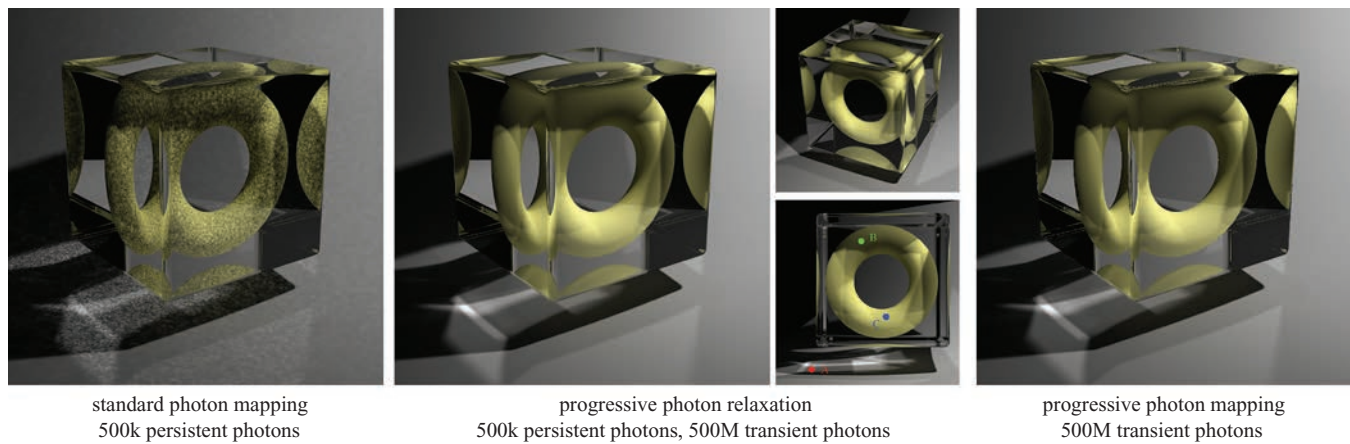 B
C
A
standard photon mapping
500k persistent photons
progressive photon relaxation
500k persistent photons, 500M transient photons
progressive photon mapping
500M transient photons